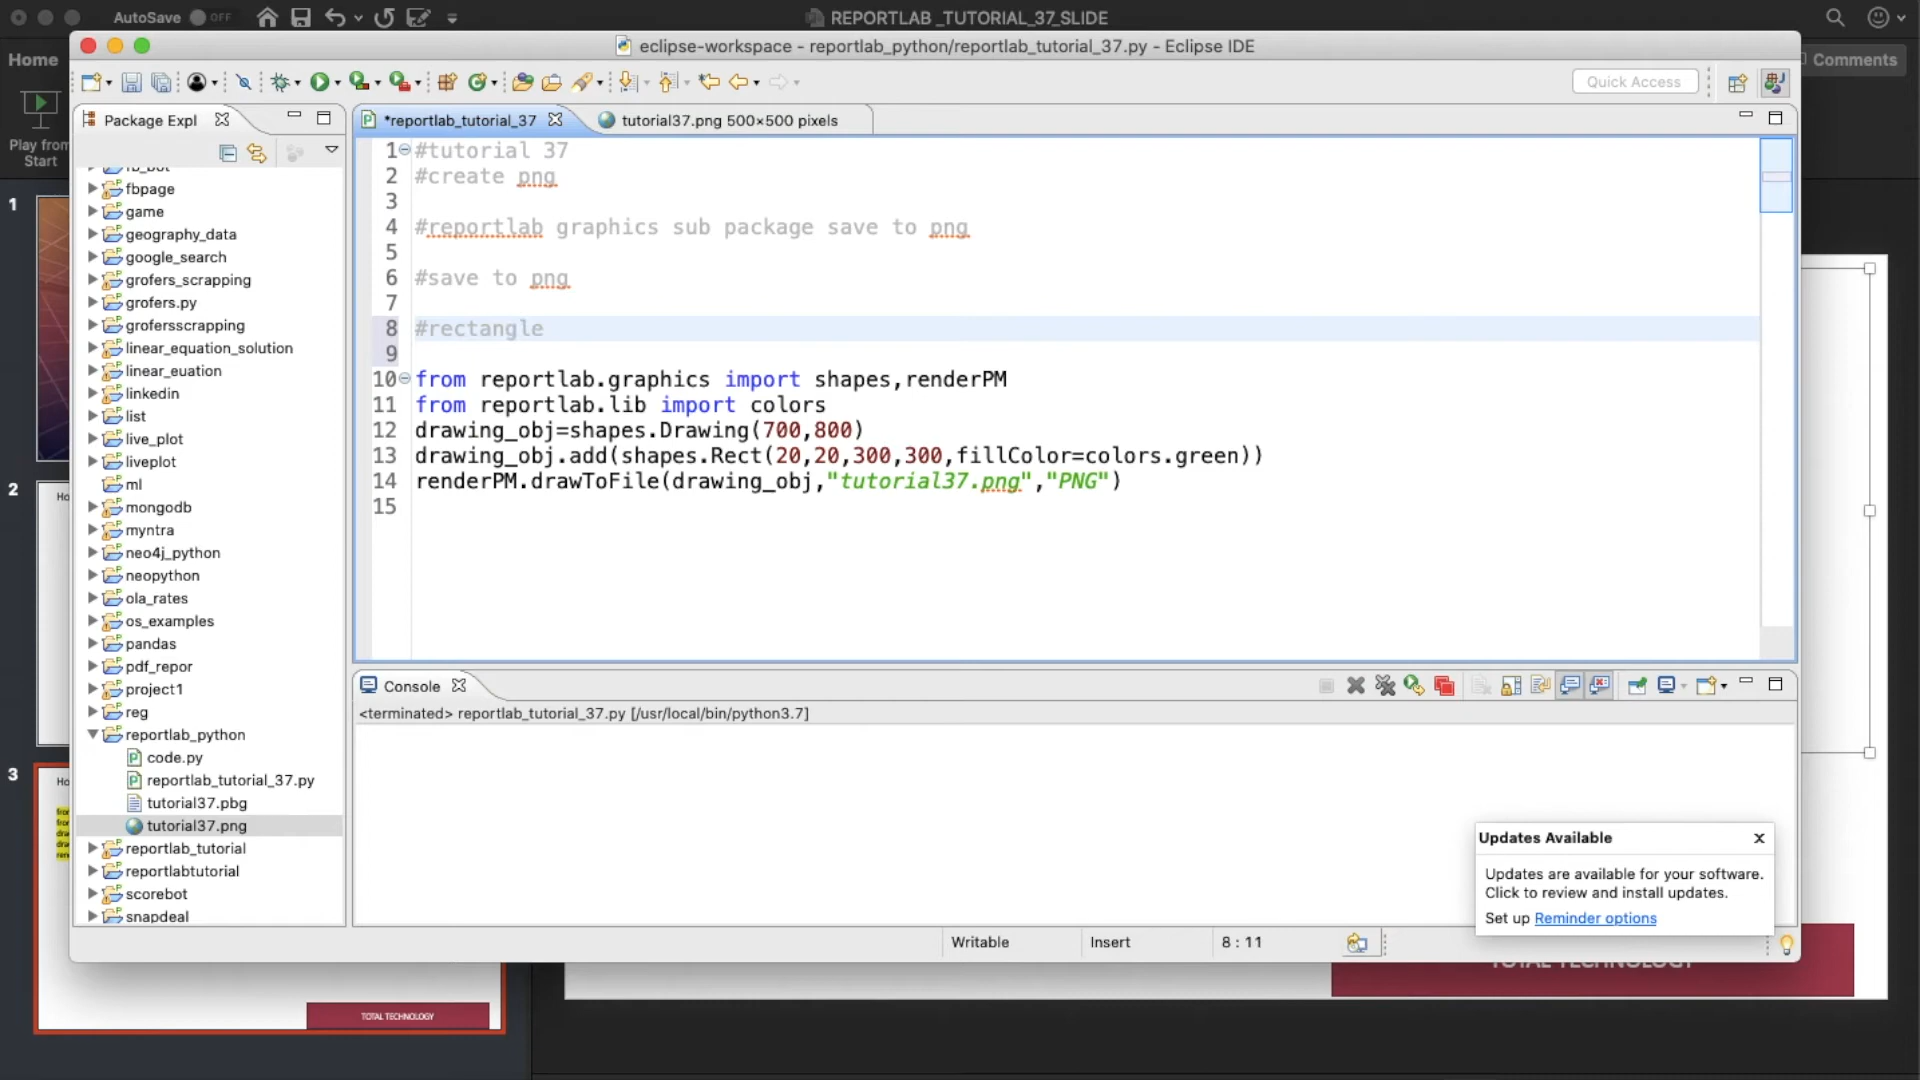 AutoSave OFF
REPORTLAB _TUTORIAL_37_SLIDE
Home
Comments
Play from
Start
1
2
3
TOTAL TECHNOLOGY
eclipse-workspace - reportlab_python/reportlab_tutorial_37.py - Eclipse IDE
Quick Access
Package Expl
fbpage
game
geography_data
google_search
grofers_scrapping
grofers.py
grofersscrapping
linear_equation_solution
linear_euation
linkedin
list
live_plot
liveplot
ml
mongodb
myntra
neo4j_python
neopython
ola_rates
os_examples
pandas
pdf_repor
project1
reg
reportlab_python
code.py
reportlab_tutorial_37.py
tutorial37.pbg
tutorial37.png
reportlab_tutorial
reportlabtutorial
scorebot
snapdeal
*reportlab_tutorial_37
tutorial37.png 500×500 pixels
1 #tutorial 37
2 #create png
3
4 #reportlab graphics sub package save to png
5
6 #save to png
7
8 #rectangle
9
10 from reportlab.graphics import shapes,renderPM
11 from reportlab.lib import colors
12 drawing_obj=shapes.Drawing(700,800)
13 drawing_obj.add(shapes.Rect(20,20,300,300,fillColor=colors.green))
14 renderPM.drawToFile(drawing_obj,"tutorial37.png","PNG")
15
Console
<terminated> reportlab_tutorial_37.py [/usr/local/bin/python3.7]
Updates Available
Updates are available for your software.
Click to review and install updates.
Set up Reminder options
Writable
Insert
8 : 11
TOTAL TECHNOLOGY